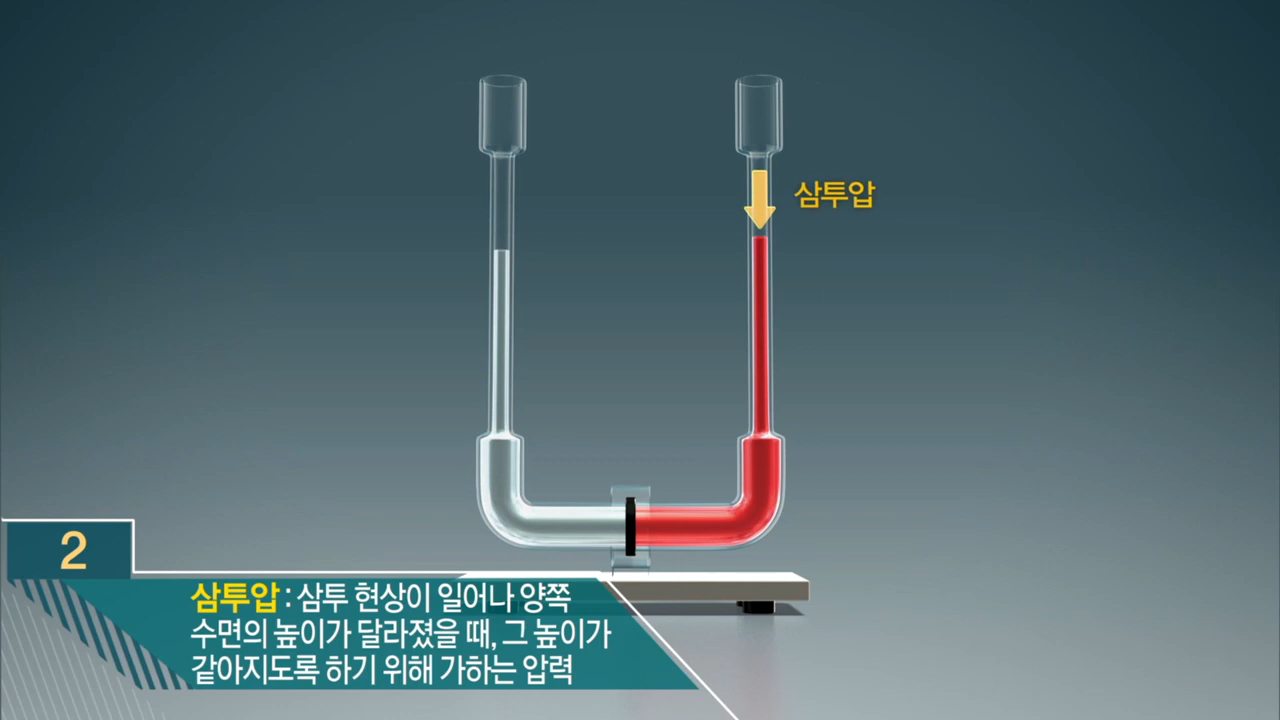 삼투압
2
삼투압 : 삼투 현상이 일어나 양쪽
수면의 높이가 달라졌을 때, 그 높이가
같아지도록 하기 위해 가하는 압력